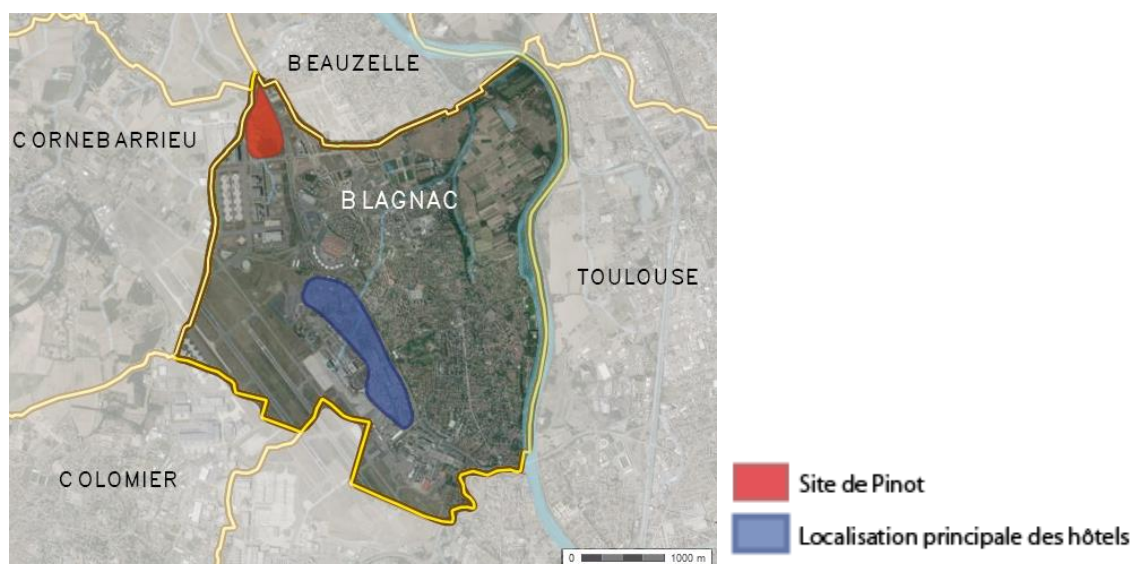 BEAUZELLE
CORNEBARRIEU
BLAGNAC
TOULOUSE
COLOMIER
0 1000 m
Site de Pinot
Localisation principale des hôtels